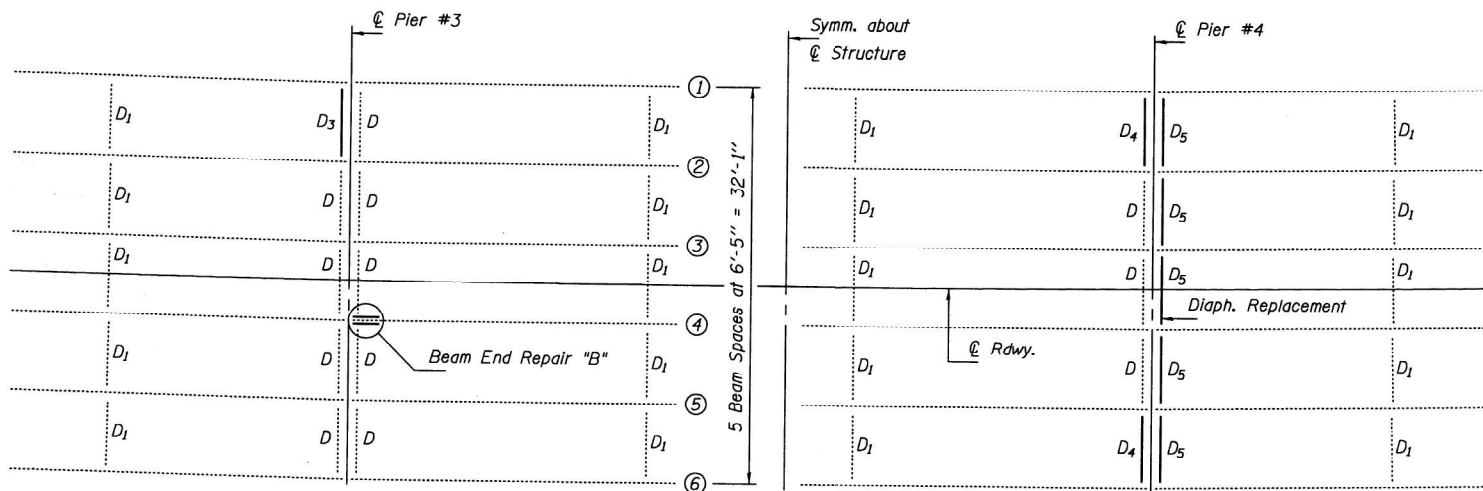 ℄ Pier #3
Symm. about
℄ Structure
℄ Pier #4
1
D1 D3 D D1 D1 D4 D5 D1
2
D1 D D D1 D1 D D5 D1
3
D1 D D D1 D1 D D5 D1
5 Beam Spaces at 6'-5" = 32'-1"
Diaph. Replacement
4
℄ Rdwy.
Beam End Repair "B"
D1 D D D1 D1 D D5 D1
5
D1 D D D1 D1 D4 D5 D1
6